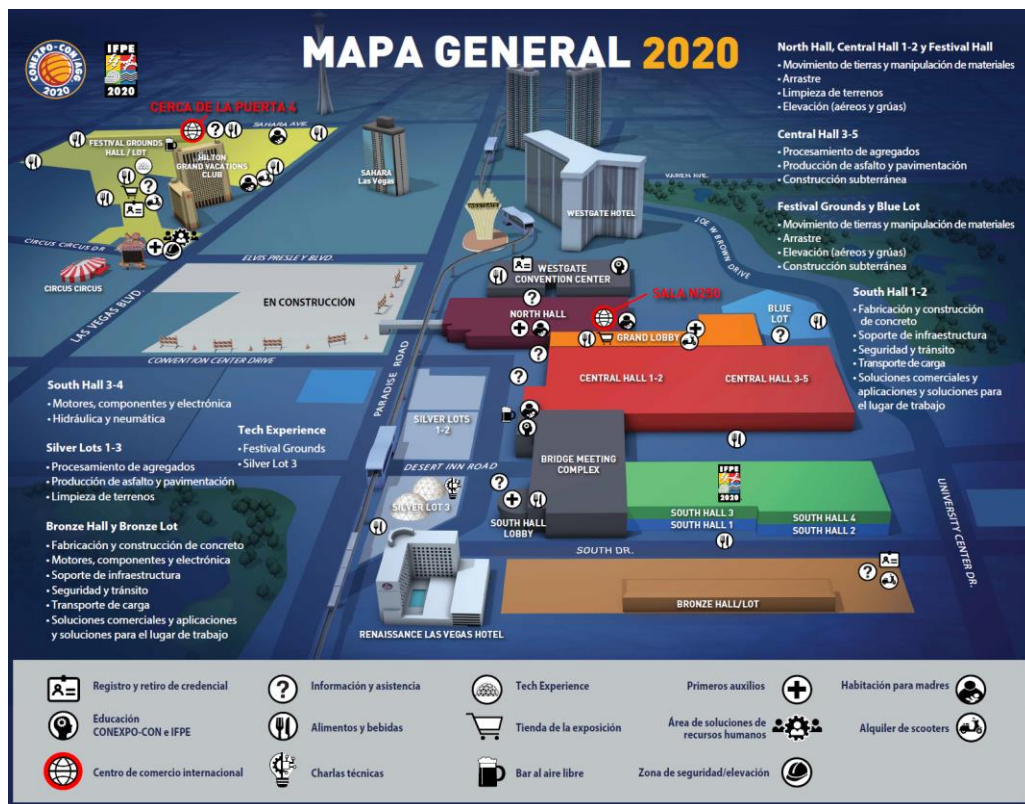 CONEXPO-CON/AGG
2020
IFPE
2020
MAPA GENERAL 2020
CERCA DE LA PUERTA 4
SAHARA AVE.
FESTIVAL GROUNDS
HALL / LOT
HILTON
GRAND VACATIONS
CLUB
SAHARA
Las Vegas
CIRCUS CIRCUS DR.
CIRCUS CIRCUS
LAS VEGAS BLVD.
ELVIS PRESLEY BLVD.
EN CONSTRUCCIÓN
CONVENTION CENTER DRIVE
PARADISE ROAD
WESTGATE
WESTGATE HOTEL
KAREN AVE.
JOE W BROWN DRIVE
WESTGATE
CONVENTION CENTER
SALA N250
NORTH HALL
GRAND LOBBY
BLUE
LOT
CENTRAL HALL 1-2
CENTRAL HALL 3-5
SILVER LOTS
1-2
DESERT INN ROAD
BRIDGE MEETING
COMPLEX
IFPE
2020
SILVER LOT 3
SOUTH HALL
LOBBY
SOUTH HALL 3
SOUTH HALL 1
SOUTH HALL 4
SOUTH HALL 2
SOUTH DR.
UNIVERSITY CENTER DR.
BRONZE HALL/LOT
RENAISSANCE LAS VEGAS HOTEL
North Hall, Central Hall 1-2 y Festival Hall
• Movimiento de tierras y manipulación de materiales
• Arrastre
• Limpieza de terrenos
• Elevación (aéreos y grúas)
Central Hall 3-5
• Procesamiento de agregados
• Producción de asfalto y pavimentación
• Construcción subterránea
Festival Grounds y Blue Lot
• Movimiento de tierras y manipulación de materiales
• Arrastre
• Elevación (aéreos y grúas)
• Construcción subterránea
South Hall 1-2
• Fabricación y construcción
de concreto
• Soporte de infraestructura
• Seguridad y tránsito
• Transporte de carga
• Soluciones comerciales y
aplicaciones y soluciones para
el lugar de trabajo
South Hall 3-4
• Motores, componentes y electrónica
• Hidráulica y neumática
Silver Lots 1-3
• Procesamiento de agregados
• Producción de asfalto y pavimentación
• Limpieza de terrenos
Tech Experience
• Festival Grounds
• Silver Lot 3
Bronze Hall y Bronze Lot
• Fabricación y construcción de concreto
• Motores, componentes y electrónica
• Soporte de infraestructura
• Seguridad y tránsito
• Transporte de carga
• Soluciones comerciales y aplicaciones
y soluciones para el lugar de trabajo
Registro y retiro de credencial
Información y asistencia
Tech Experience
Primeros auxilios
Habitación para madres
Educación
CONEXPO-CON e IFPE
Alimentos y bebidas
Tienda de la exposición
Área de soluciones de
recursos humanos
Alquiler de scooters
Centro de comercio internacional
Charlas técnicas
Bar al aire libre
Zona de seguridad/elevación